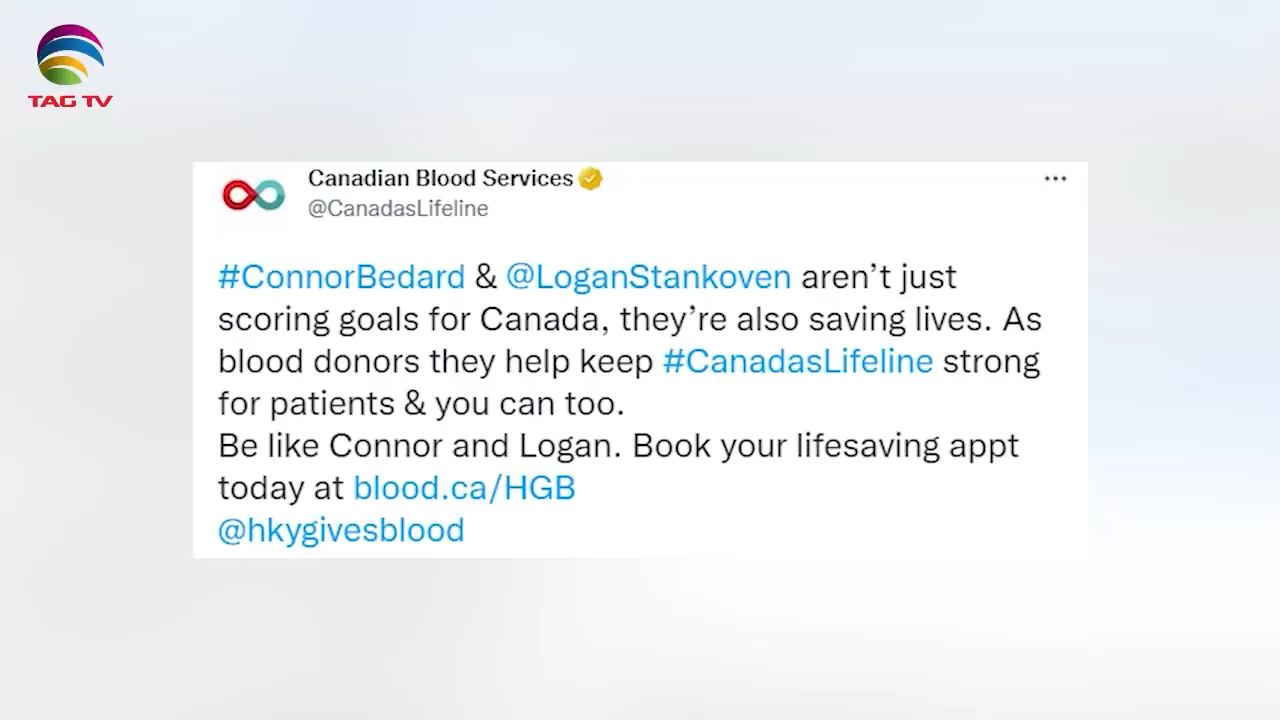 TAG TV
Canadian Blood Services
@CanadasLifeline
#ConnorBedard & @LoganStankoven aren’t just
scoring goals for Canada, they’re also saving lives. As
blood donors they help keep #CanadasLifeline strong
for patients & you can too.
Be like Connor and Logan. Book your lifesaving appt
today at blood.ca/HGB
@hkygivesblood